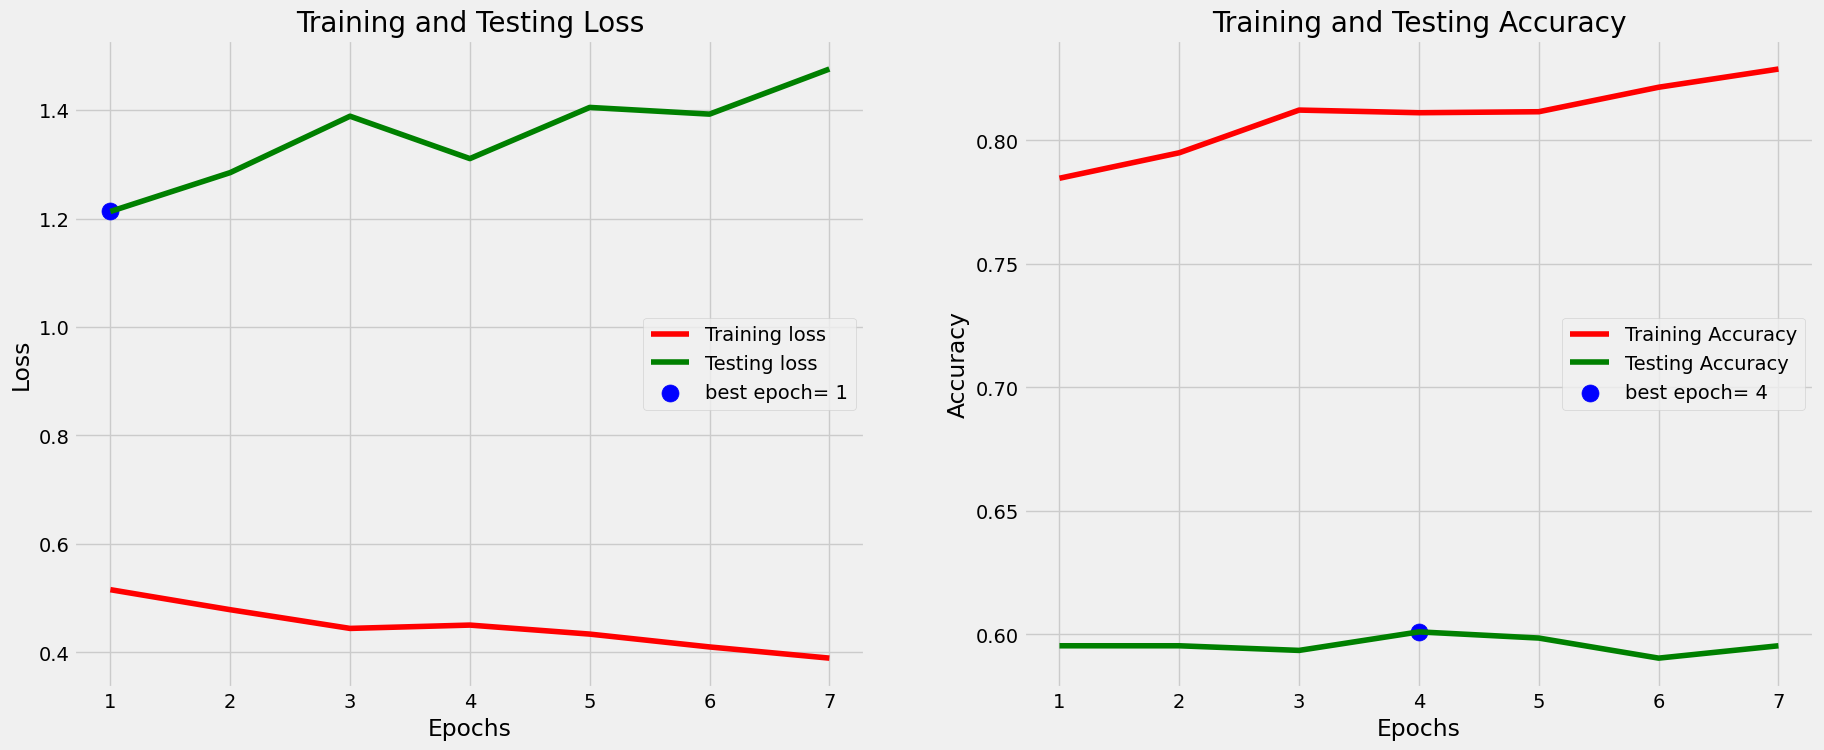 Training and Testing Loss
1.4
1.2
1.0
0.8
0.6
0.4
Loss
Training loss
Testing loss
best epoch= 1
1 2 3 4 5 6 7
Epochs
Training and Testing Accuracy
0.80
0.75
0.70
0.65
0.60
Accuracy
Training Accuracy
Testing Accuracy
best epoch= 4
1 2 3 4 5 6 7
Epochs